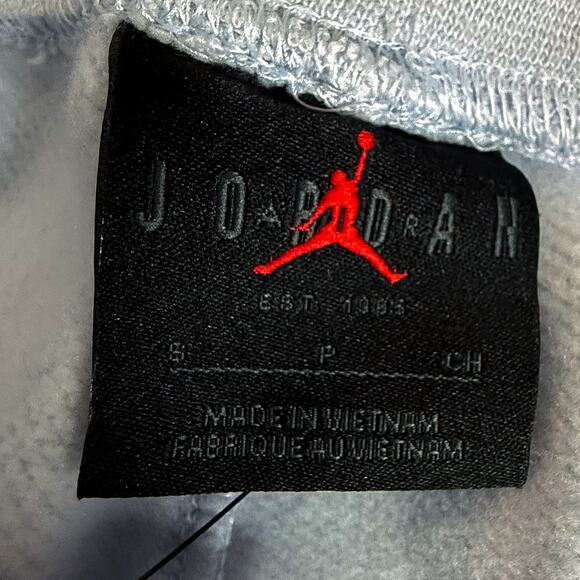 JORDAN
EST 1985
S P CH
MADE IN VIETNAM
FABRIQUE AU VIETNAM